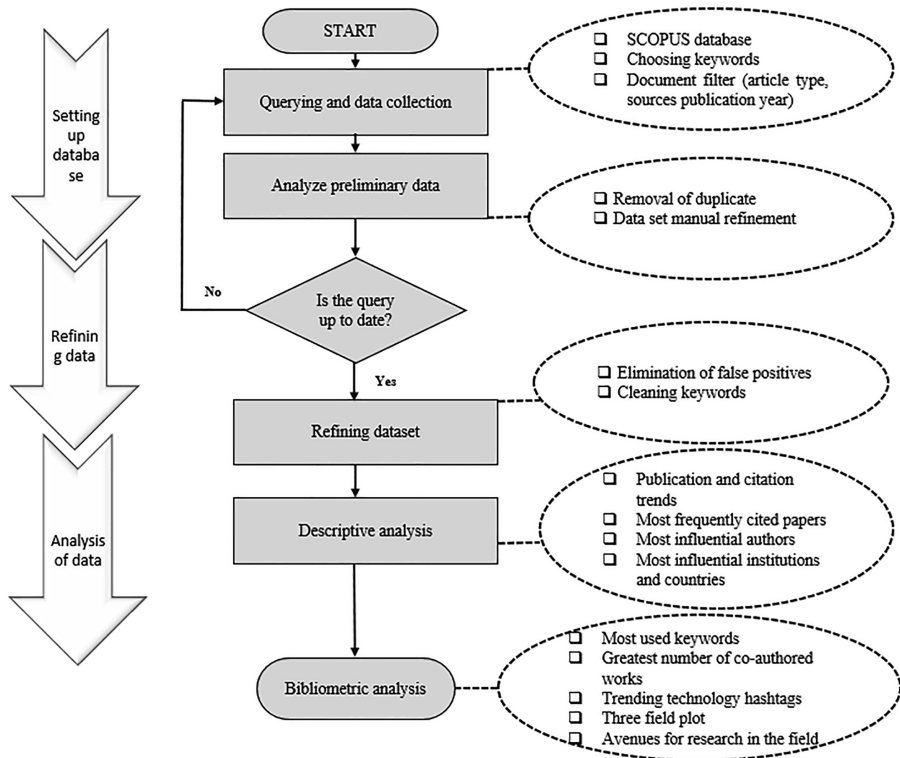 START
❑ SCOPUS database
❑ Choosing keywords
❑ Document filter (article type,
sources publication year)
Querying and data collection
Setting
up
databa
se
Analyze preliminary data
❑ Removal of duplicate
❑ Data set manual refinement
Is the query
up to date?
No
Yes
Refinin
g data
❑ Elimination of false positives
❑ Cleaning keywords
Refining dataset
❑ Publication and citation
trends
❑ Most frequently cited papers
❑ Most influential authors
❑ Most influential institutions
and countries
Descriptive analysis
Analysis
of data
❑ Most used keywords
❑ Greatest number of co-authored
works
❑ Trending technology hashtags
❑ Three field plot
❑ Avenues for research in the field
Bibliometric analysis